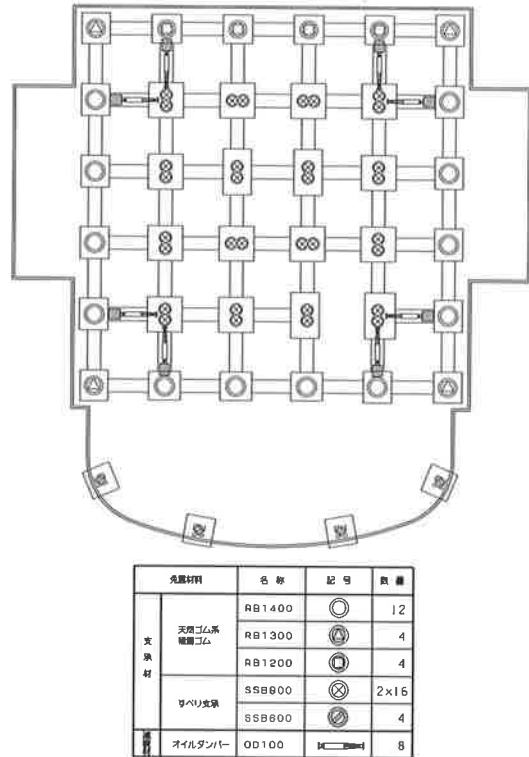 免震材料 名 称 記 号 数 量
支承材 天然ゴム系積層ゴム RB1400 12
RB1300 4
RB1200 4
すべり支承 SSB800 2×16
SSB600 4
オイルダンパー OD100 8